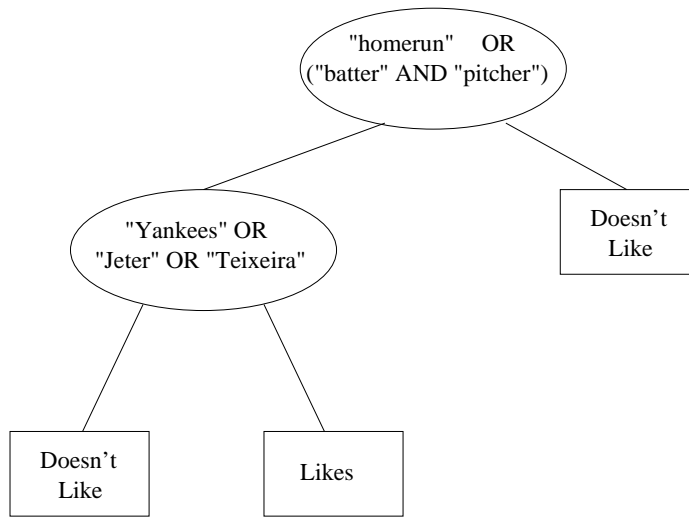 "homerun" OR
("batter" AND "pitcher")
"Yankees" OR
"Jeter" OR "Teixeira"
Doesn't
Like
Doesn't
Like
Likes